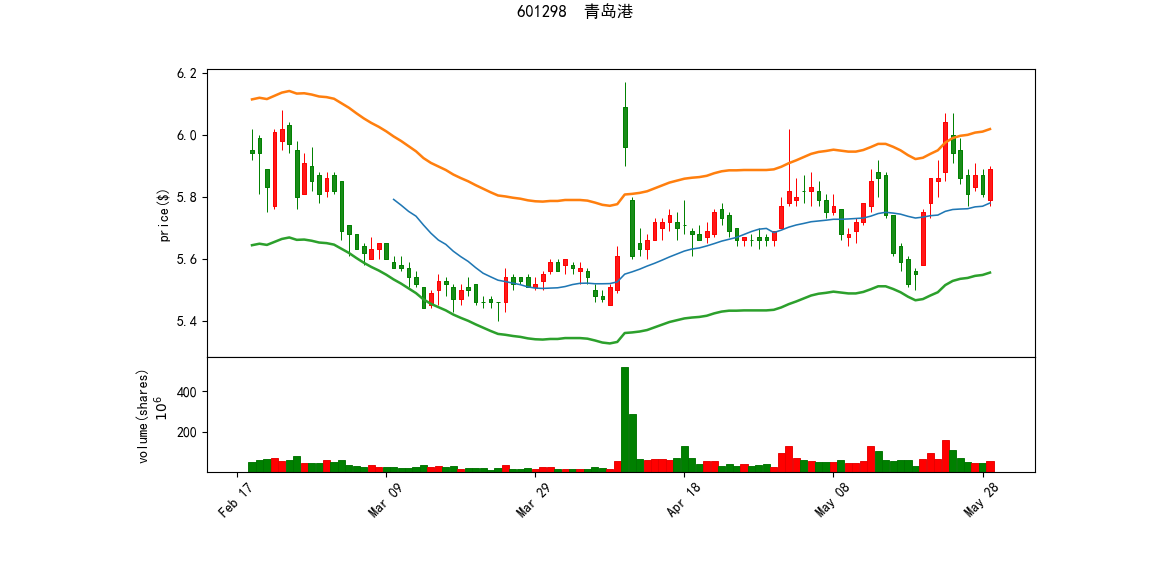 601298 青岛港
price($)
6.2
6.0
5.8
5.6
5.4
volume(shares)
10^6
400
200
Feb 17
Mar 09
Mar 29
Apr 18
May 08
May 28